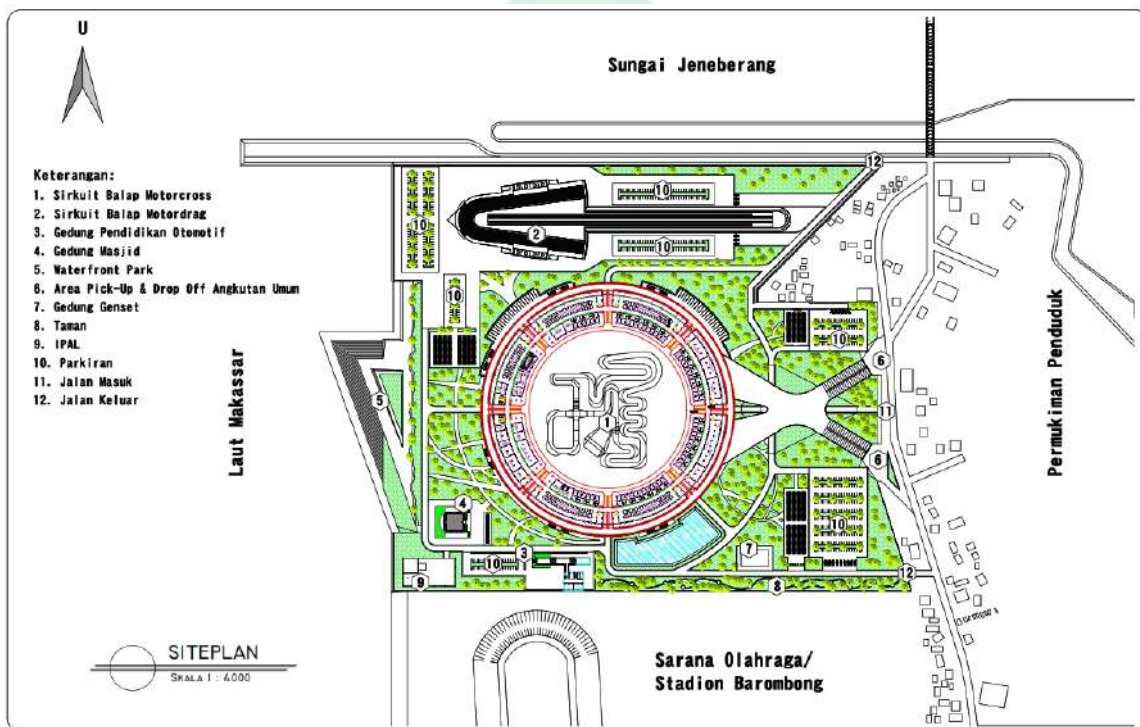 U
Sungai Jeneberang
Keterangan:
1. Sirkuit Balap Motorcross
2. Sirkuit Balap Motordrag
3. Gedung Pendidikan Otomotif
4. Gedung Masjid
5. Waterfront Park
6. Area Pick-Up & Drop Off Angkutan Umum
7. Gedung Genset
8. Taman
9. IPAL
10. Parkiran
11. Jalan Masuk
12. Jalan Keluar
Laut Makassar
Permukiman Penduduk
12
10
10
2
10
10
10
6
5
1
11
6
4
10
3
10
7
9
8
12
SITEPLAN
SKALA 1 : 4000
Sarana Olahraga/
Stadion Barombong